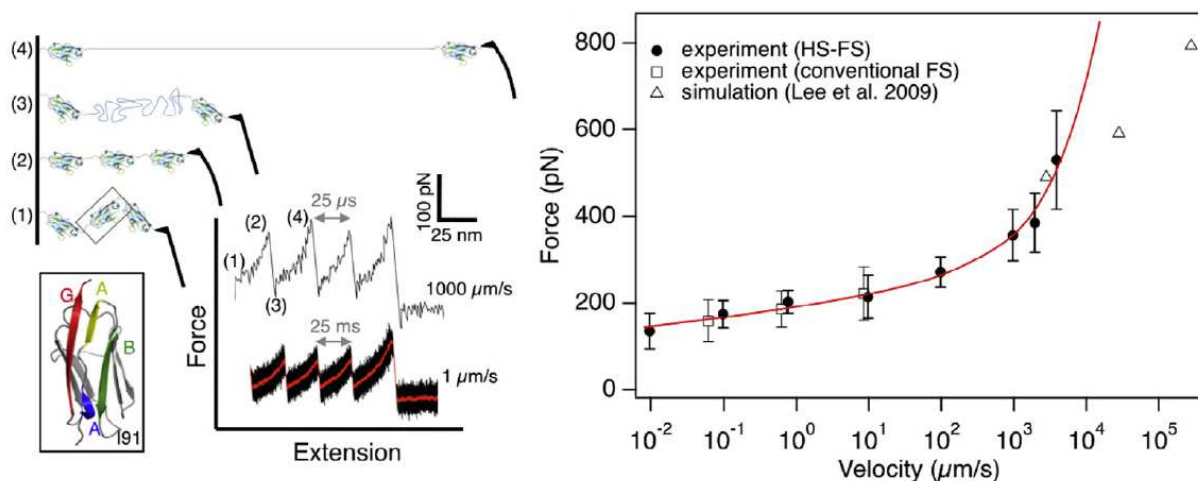 (4)
(3)
(2)
(1)
G
A
B
A
I91
Force
Extension
(1)
(2)
(3)
(4)
25 µs
25 ms
1000 µm/s
1 µm/s
100 pN
25 nm
Force (pN)
800
600
400
200
0
● experiment (HS-FS)
□ experiment (conventional FS)
△ simulation (Lee et al. 2009)
10⁻² 10⁻¹ 10⁰ 10¹ 10² 10³ 10⁴ 10⁵
Velocity (µm/s)